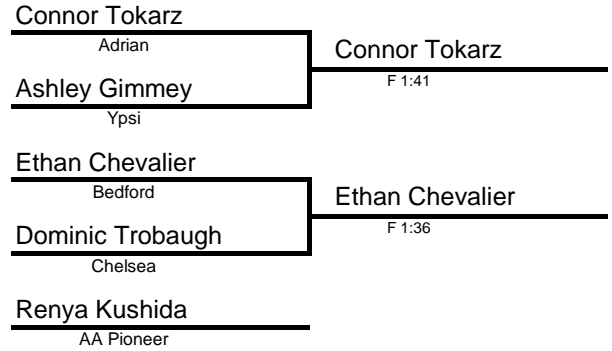 Connor Tokarz
Adrian
Connor Tokarz
F 1:41
Ashley Gimmey
Ypsi
Ethan Chevalier
Bedford
Ethan Chevalier
F 1:36
Dominic Trobaugh
Chelsea
Renya Kushida
AA Pioneer